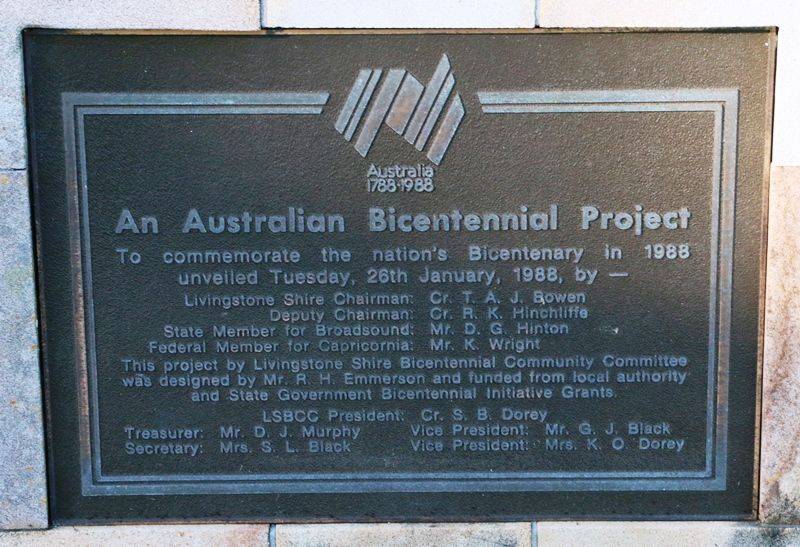 Australia
1788-1988
An Australian Bicentennial Project
To commemorate the nation's Bicentenary in 1988
unveiled Tuesday, 26th January, 1988, by —
Livingstone Shire Chairman: Cr. T. A. J. Bowen
Deputy Chairman: Cr. R. K. Hinchliffe
State Member for Broadsound: Mr. D. G. Hinton
Federal Member for Capricornia: Mr. K. Wright
This project by Livingstone Shire Bicentennial Community Committee
was designed by Mr. R. H. Emmerson and funded from local authority
and State Government Bicentennial Initiative Grants.
LSBCC President: Cr. S. B. Dorey
Treasurer: Mr. D. J. Murphy Vice President: Mr. G. J. Black
Secretary: Mrs. S. L. Black Vice President: Mrs. K. O. Dorey